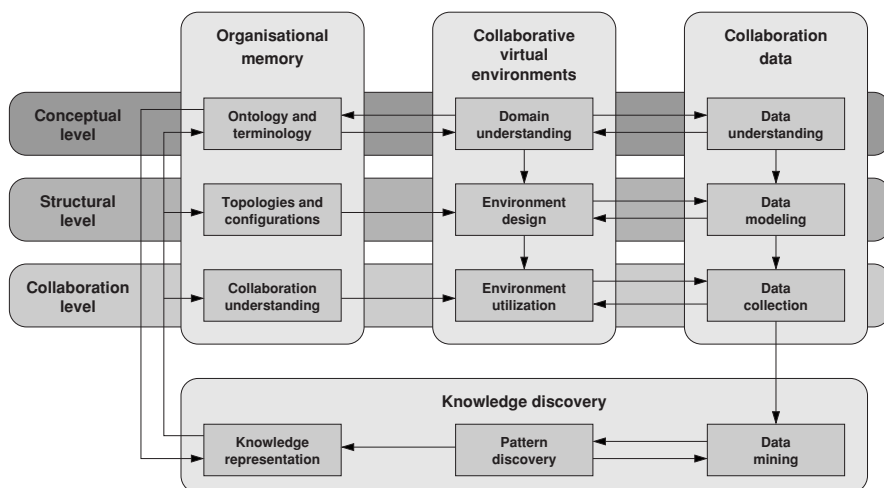 Organisational
memory
Collaborative
virtual
environments
Collaboration
data
Conceptual
level
Ontology and
terminology
Domain
understanding
Data
understanding
Structural
level
Topologies and
configurations
Environment
design
Data
modeling
Collaboration
level
Collaboration
understanding
Environment
utilization
Data
collection
Knowledge discovery
Knowledge
representation
Pattern
discovery
Data
mining